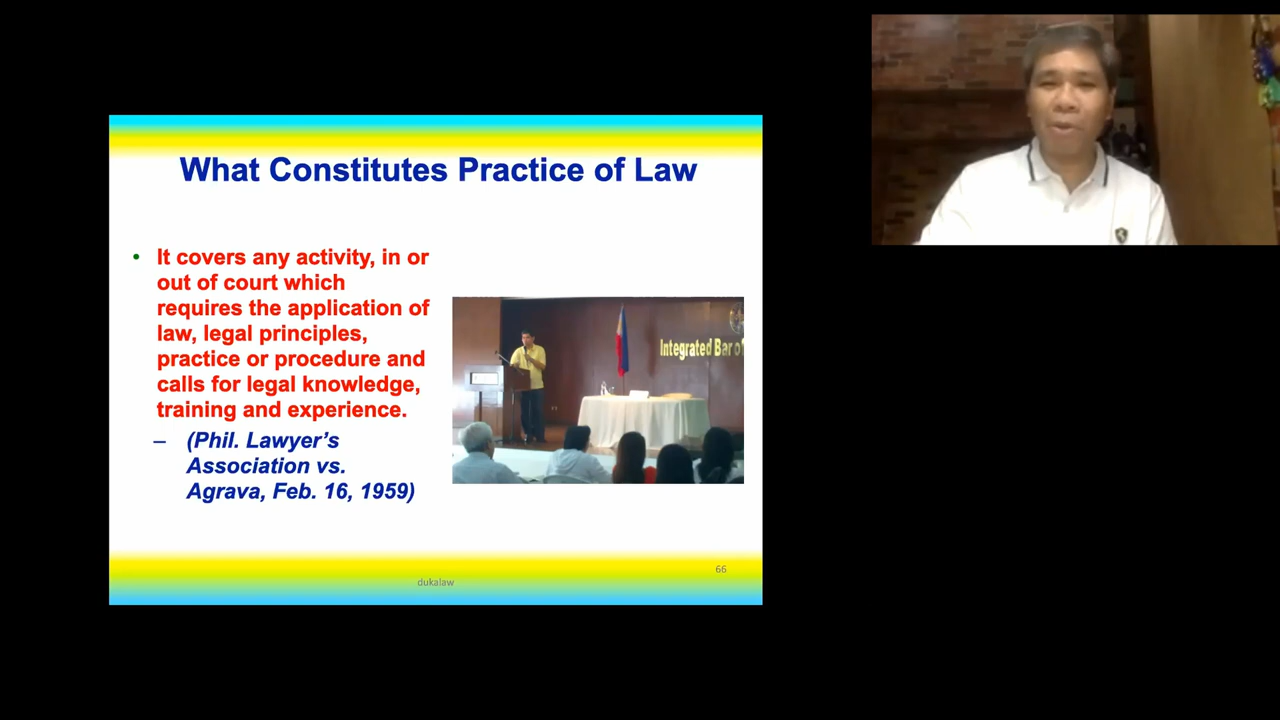 What Constitutes Practice of Law
• It covers any activity, in or
out of court which
requires the application of
law, legal principles,
practice or procedure and
calls for legal knowledge,
training and experience.
– (Phil. Lawyer’s
Association vs.
Agrava, Feb. 16, 1959)
Integrated Bar of
66
dukalaw